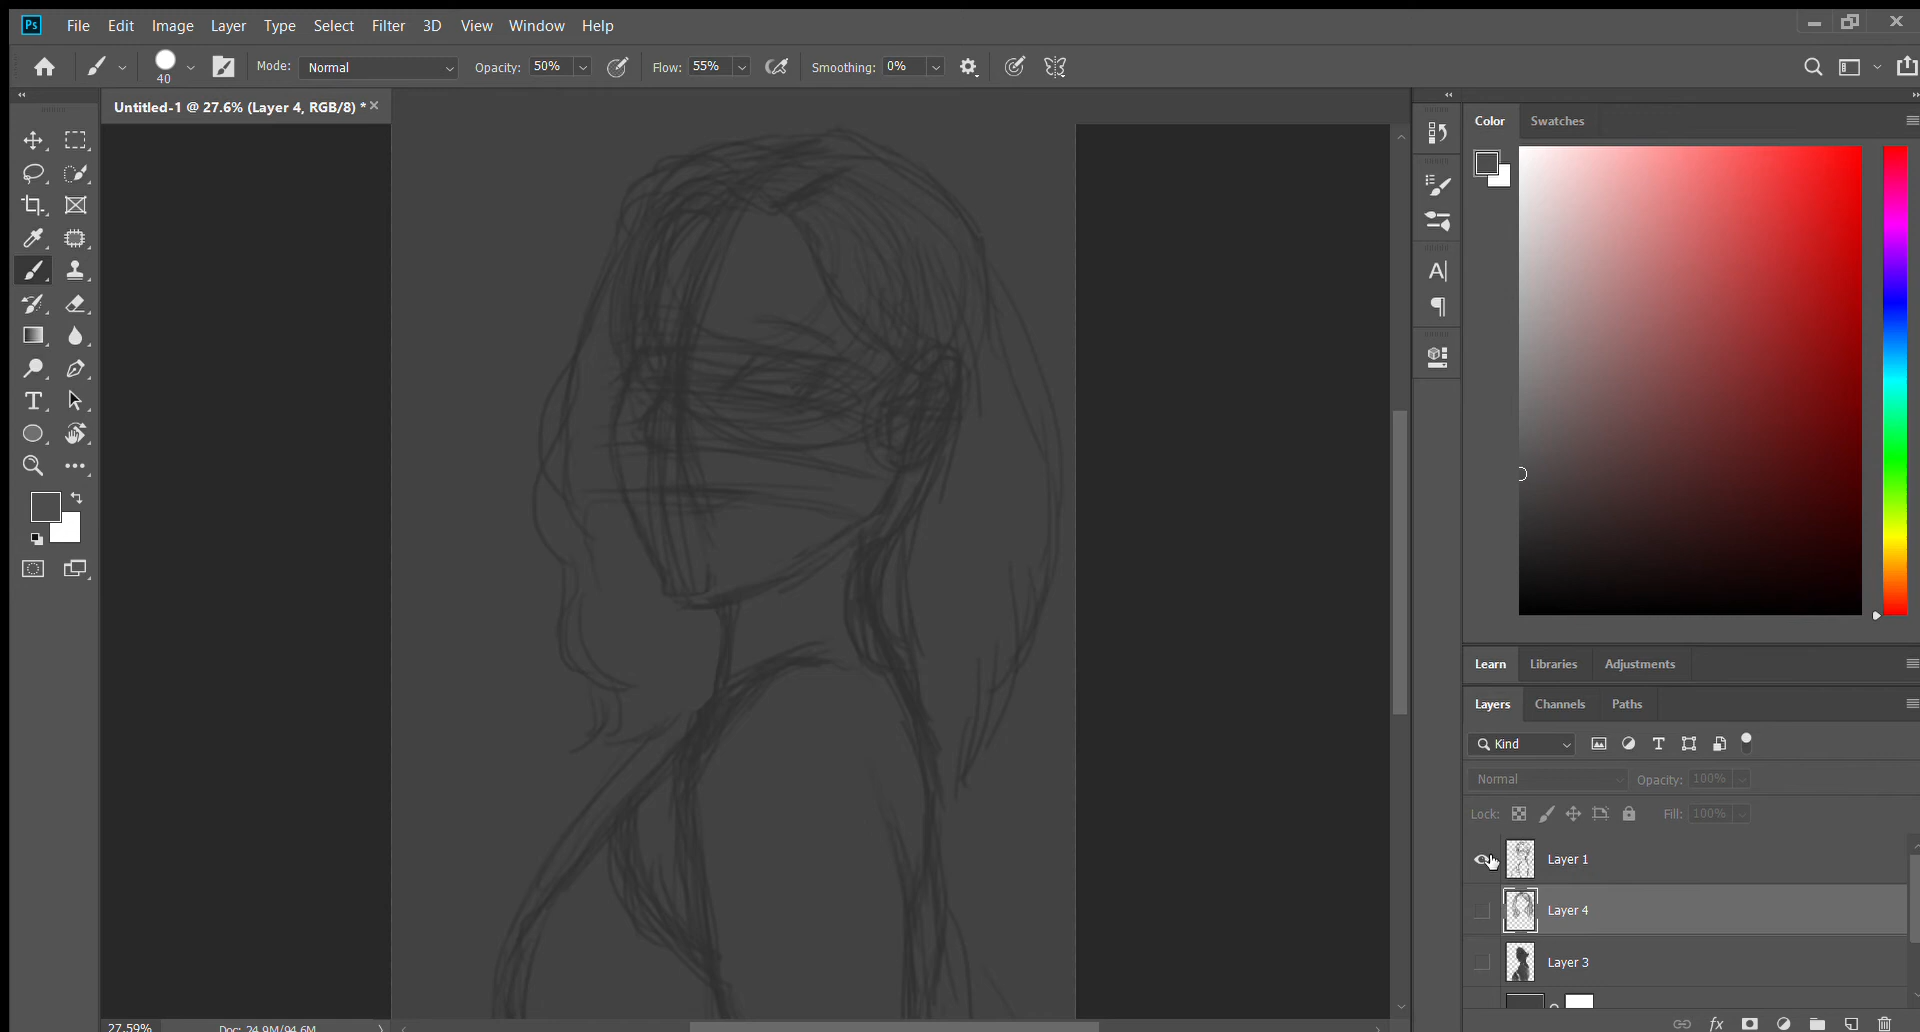 Ps File Edit Image Layer Type Select Filter 3D View Window Help
40 Mode: Normal Opacity: 50% Flow: 55% Smoothing: 0%
Untitled-1 @ 27.6% (Layer 4, RGB/8) *
Color Swatches
Learn Libraries Adjustments
Layers Channels Paths
Kind
Normal Opacity: 100%
Lock: Fill: 100%
Layer 1
Layer 4
Layer 3
27.59% Doc: 24.9M/94.6M